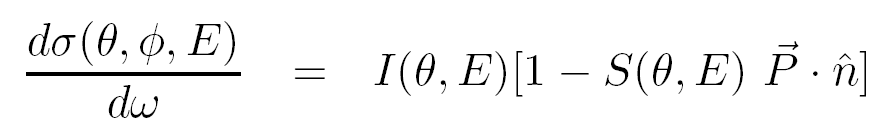 dσ(θ, ϕ, E)
dω
= I(θ, E)[1 − S(θ, E) P⃗ · n̂]